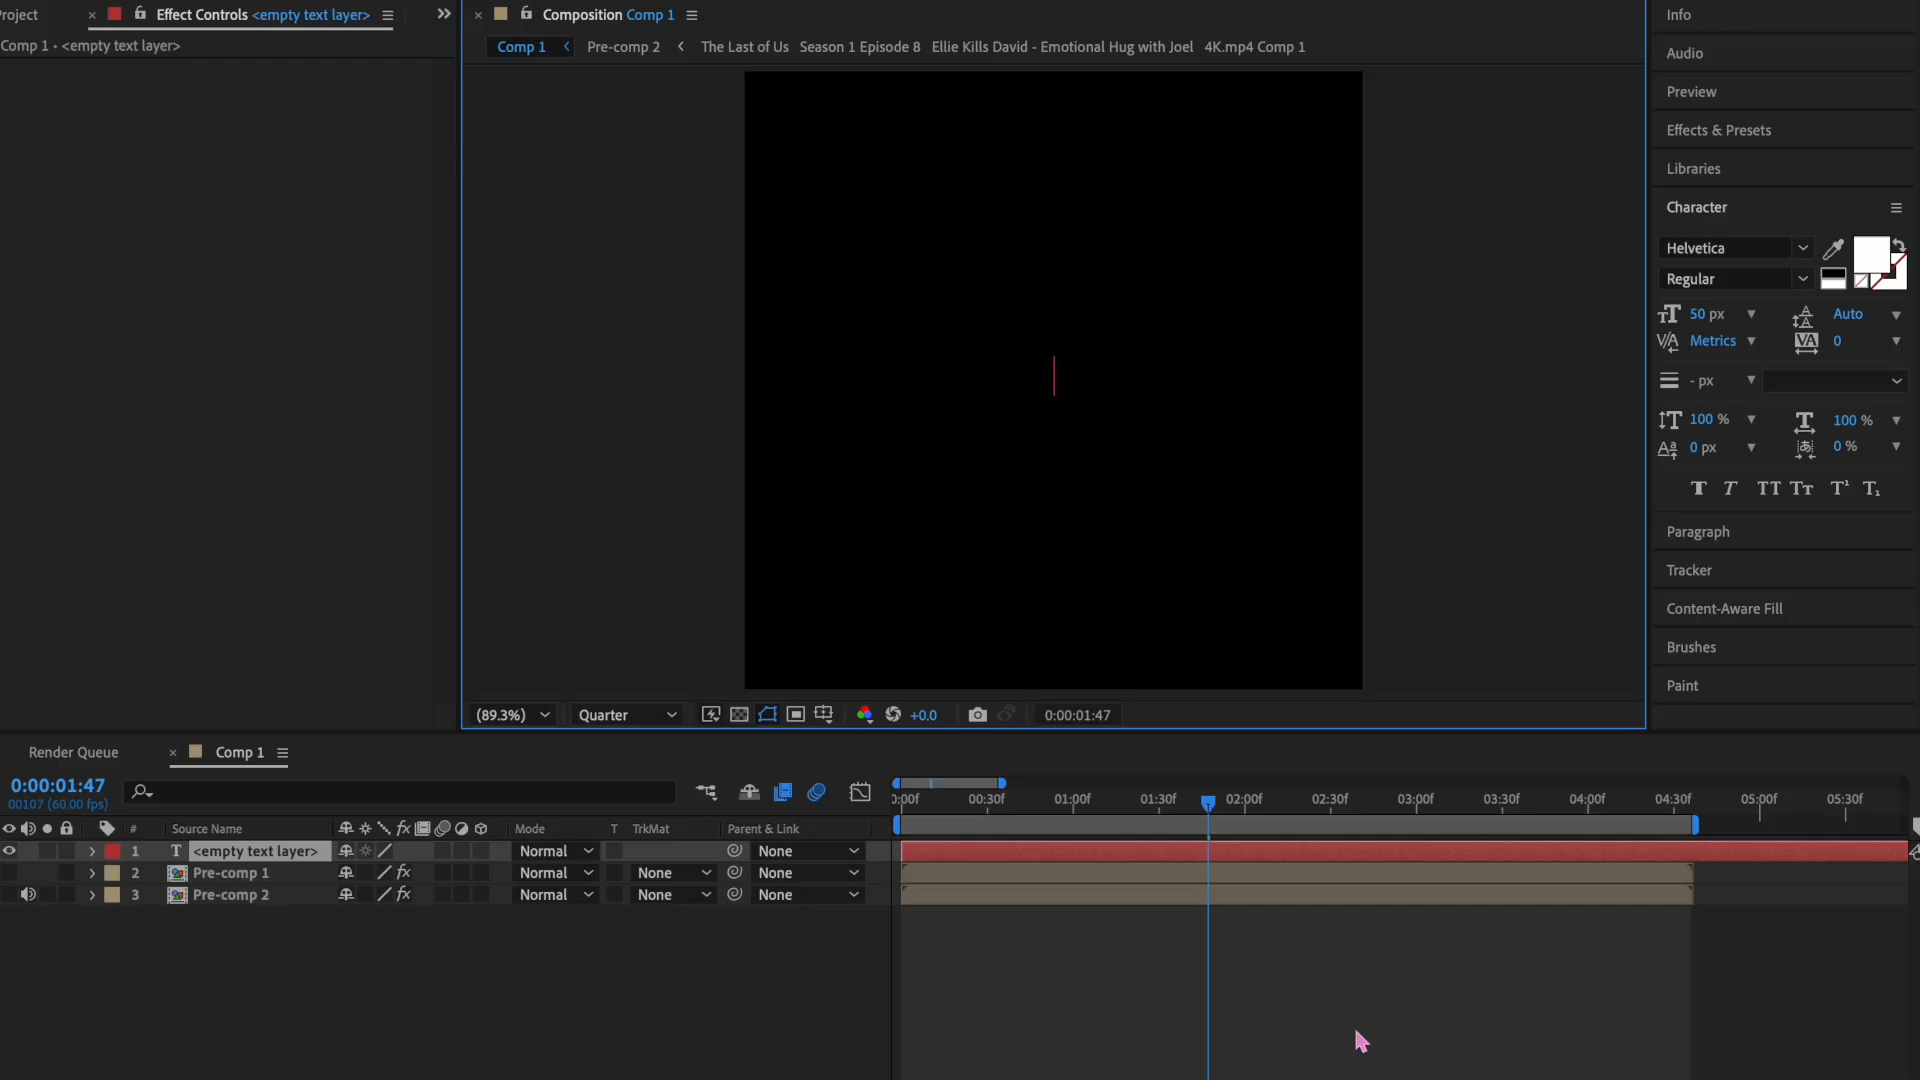 roject
Effect Controls <empty text layer>
Composition Comp 1
Info
Comp 1 • <empty text layer>
Comp 1
Pre-comp 2
The Last of Us Season 1 Episode 8 Ellie Kills David - Emotional Hug with Joel 4K.mp4 Comp 1
Audio
Preview
Effects & Presets
Libraries
Character
Helvetica
Regular
50 px
Auto
Metrics
0
- px
100 %
100 %
0 px
0 %
Paragraph
Tracker
Content-Aware Fill
Brushes
Paint
(89.3%)
Quarter
+0.0
0:00:01:47
Render Queue
Comp 1
0:00:01:47
00107 (60.00 fps)
:00f 00:30f 01:00f 01:30f 02:00f 02:30f 03:00f 03:30f 04:00f 04:30f 05:00f 05:30f
# Source Name fx Mode T TrkMat Parent & Link
1 T <empty text layer> Normal None
2 Pre-comp 1 fx Normal None None
3 Pre-comp 2 fx Normal None None